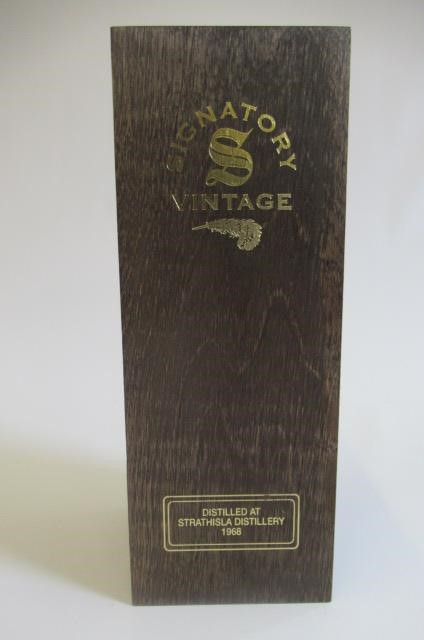 SIGNATORY
S
VINTAGE
DISTILLED AT
STRATHISLA DISTILLERY
1968